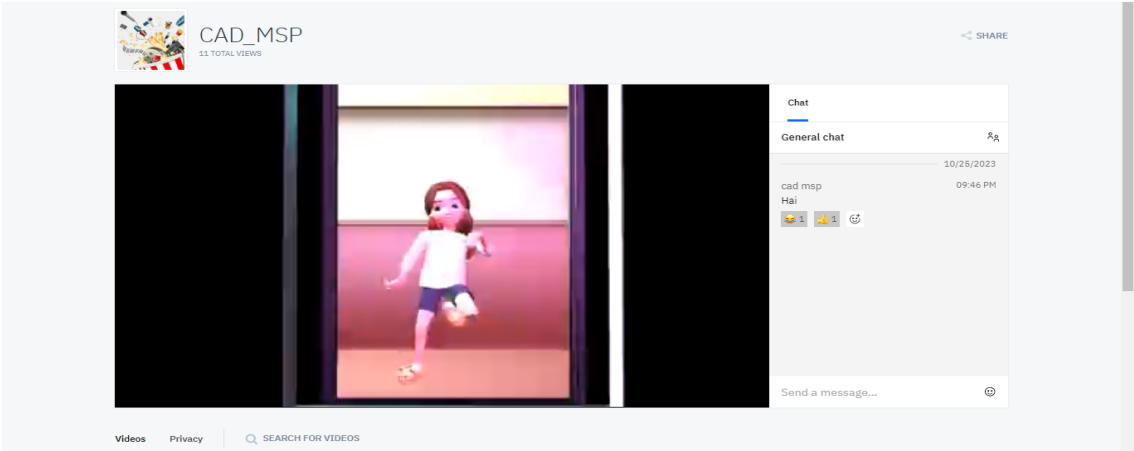 CAD_MSP
11 TOTAL VIEWS
SHARE
Chat
General chat
10/25/2023
cad msp 09:46 PM
Hai
😂 1 👍 1
Send a message...
Videos Privacy SEARCH FOR VIDEOS